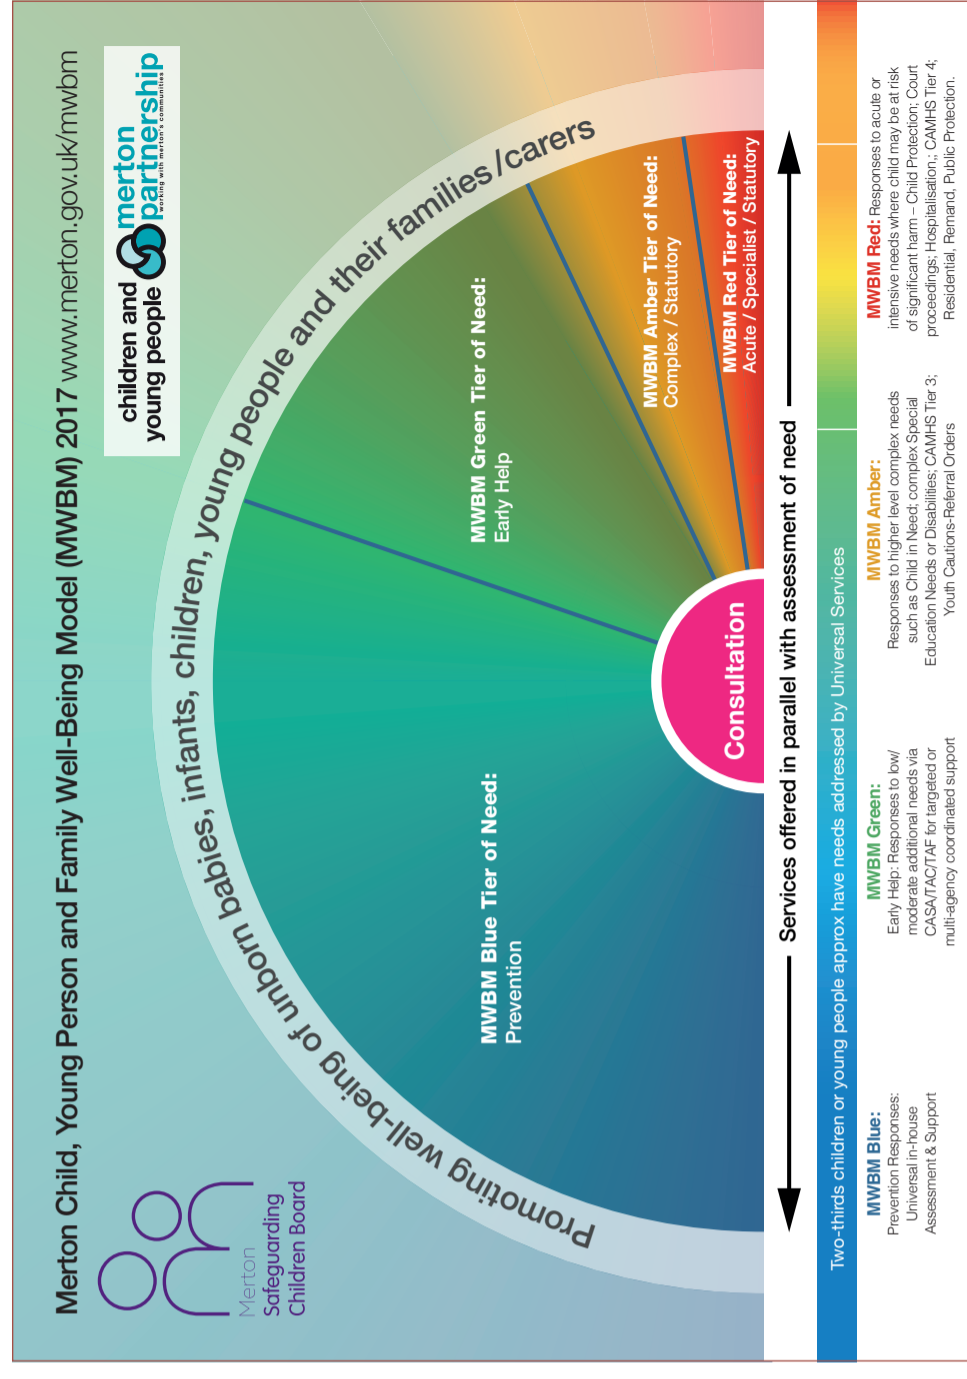 Merton Child, Young Person and Family Well-Being Model (MWBM) 2017 www.merton.gov.uk/mwbm
Merton
Safeguarding
Children Board
children and
young people
merton
partnership
working with merton's communities
Promoting well-being of unborn babies, infants, children, young people and their families/carers
MWBM Blue Tier of Need:
Prevention
MWBM Green Tier of Need:
Early Help
MWBM Amber Tier of Need:
Complex / Statutory
MWBM Red Tier of Need:
Acute / Specialist / Statutory
Consultation
Services offered in parallel with assessment of need
Two-thirds children or young people approx have needs addressed by Universal Services
MWBM Blue:
Prevention Responses:
Universal in-house
Assessment & Support
MWBM Green:
Early Help: Responses to low/
moderate additional needs via
CASA/TAC/TAF for targeted or
multi-agency coordinated support
MWBM Amber:
Responses to higher level complex needs
such as Child in Need; complex Special
Education Needs or Disabilities; CAMHS Tier 3;
Youth Cautions-Referral Orders
MWBM Red: Responses to acute or
intensive needs where child may be at risk
of significant harm – Child Protection; Court
proceedings; Hospitalisation;; CAMHS Tier 4;
Residential, Remand, Public Protection.